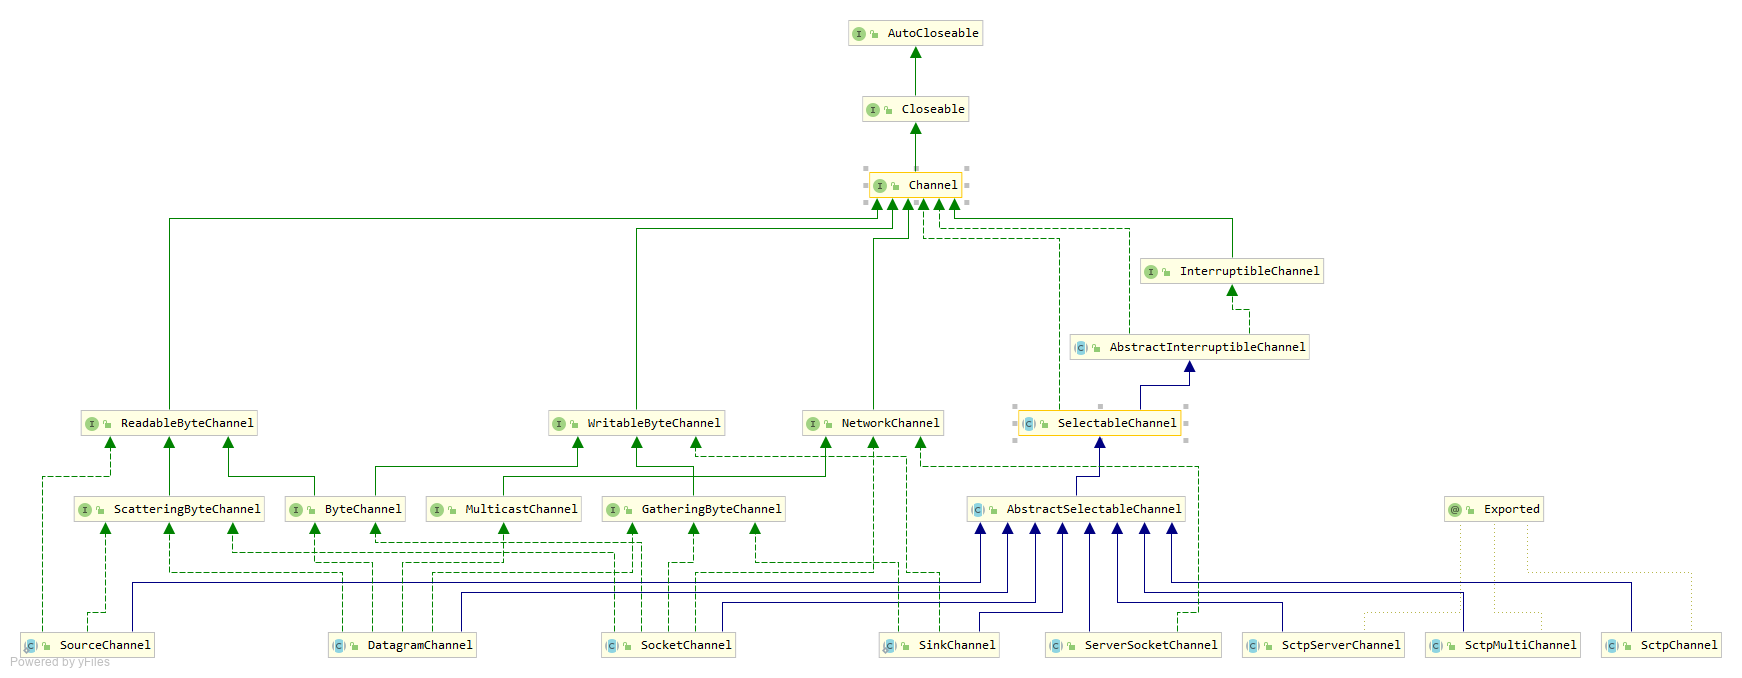 AutoCloseable
Closeable
Channel
InterruptibleChannel
AbstractInterruptibleChannel
ReadableByteChannel
WritableByteChannel
NetworkChannel
SelectableChannel
ScatteringByteChannel
ByteChannel
MulticastChannel
GatheringByteChannel
AbstractSelectableChannel
Exported
SourceChannel
DatagramChannel
SocketChannel
SinkChannel
ServerSocketChannel
SctpServerChannel
SctpMultiChannel
SctpChannel
Powered by yFiles